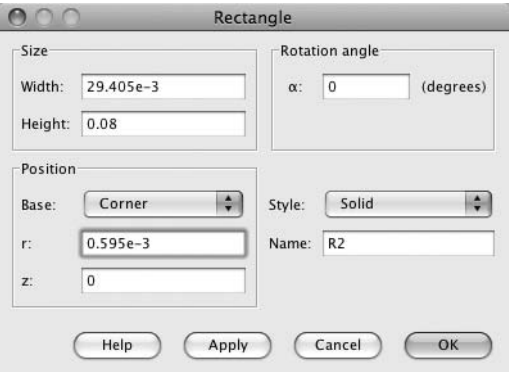 Rectangle
Size
Width: 29.405e-3
Height: 0.08
Rotation angle
α: 0 (degrees)
Position
Base: Corner
r: 0.595e-3
z: 0
Style: Solid
Name: R2
Help Apply Cancel OK